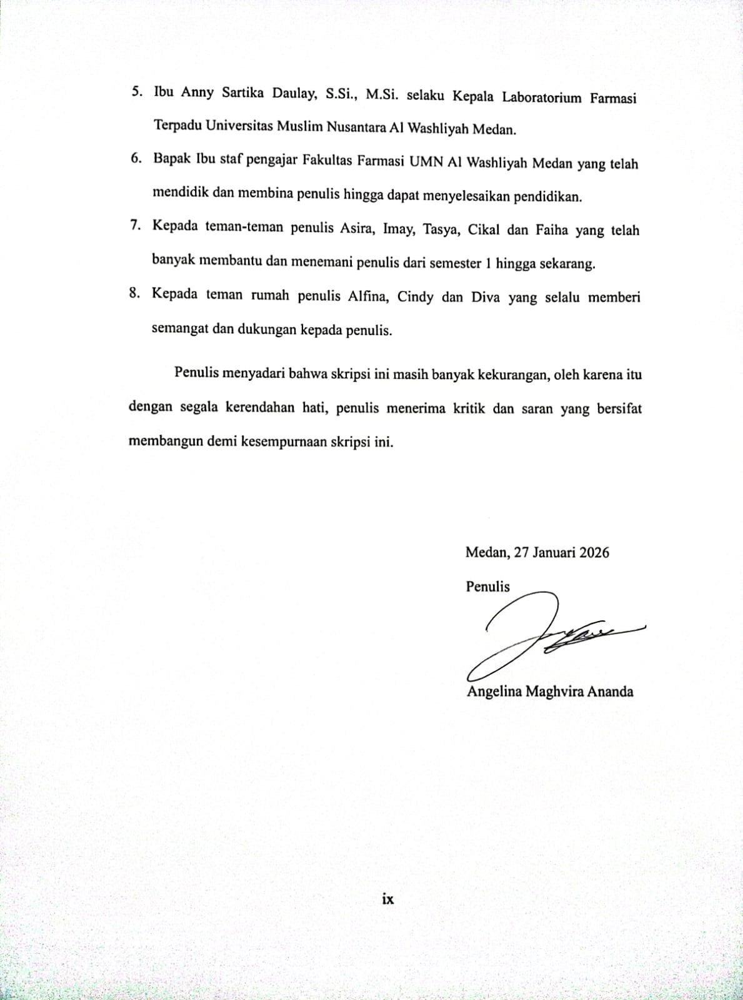 5. Ibu Anny Sartika Daulay, S.Si., M.Si. selaku Kepala Laboratorium Farmasi
Terpadu Universitas Muslim Nusantara Al Washliyah Medan.
6. Bapak Ibu staf pengajar Fakultas Farmasi UMN Al Washliyah Medan yang telah
mendidik dan membina penulis hingga dapat menyelesaikan pendidikan.
7. Kepada teman-teman penulis Asira, Imay, Tasya, Cikal dan Faiha yang telah
banyak membantu dan menemani penulis dari semester 1 hingga sekarang.
8. Kepada teman rumah penulis Alfina, Cindy dan Diva yang selalu memberi
semangat dan dukungan kepada penulis.
Penulis menyadari bahwa skripsi ini masih banyak kekurangan, oleh karena itu
dengan segala kerendahan hati, penulis menerima kritik dan saran yang bersifat
membangun demi kesempurnaan skripsi ini.
Medan, 27 Januari 2026
Penulis
Angelina Maghvira Ananda
ix